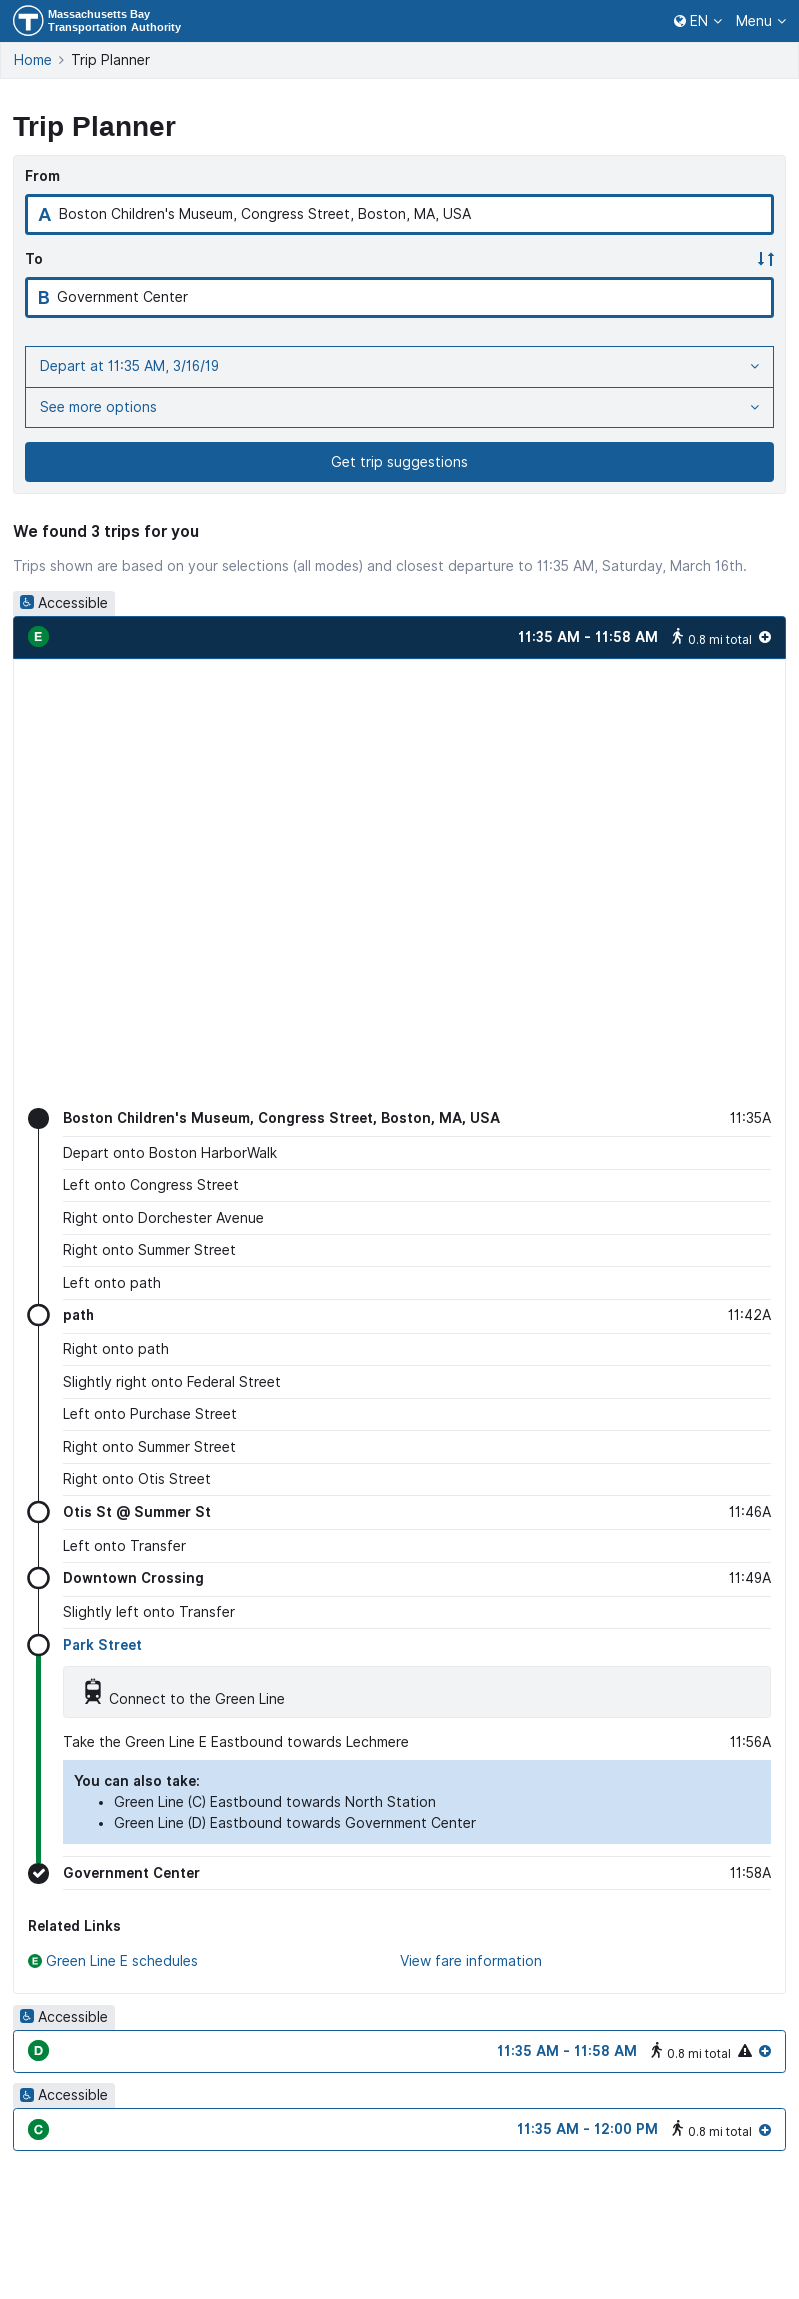 Massachusetts Bay
Transportation Authority
EN
Menu
Home > Trip Planner
Trip Planner
From
A Boston Children's Museum, Congress Street, Boston, MA, USA
To
B Government Center
Depart at 11:35 AM, 3/16/19
See more options
Get trip suggestions
We found 3 trips for you
Trips shown are based on your selections (all modes) and closest departure to 11:35 AM, Saturday, March 16th.
Accessible
E 11:35 AM - 11:58 AM 0.8 mi total
Boston Children's Museum, Congress Street, Boston, MA, USA 11:35A
Depart onto Boston HarborWalk
Left onto Congress Street
Right onto Dorchester Avenue
Right onto Summer Street
Left onto path
path 11:42A
Right onto path
Slightly right onto Federal Street
Left onto Purchase Street
Right onto Summer Street
Right onto Otis Street
Otis St @ Summer St 11:46A
Left onto Transfer
Downtown Crossing 11:49A
Slightly left onto Transfer
Park Street
Connect to the Green Line
Take the Green Line E Eastbound towards Lechmere 11:56A
You can also take:
• Green Line (C) Eastbound towards North Station
• Green Line (D) Eastbound towards Government Center
Government Center 11:58A
Related Links
E Green Line E schedules View fare information
Accessible
D 11:35 AM - 11:58 AM 0.8 mi total
Accessible
C 11:35 AM - 12:00 PM 0.8 mi total